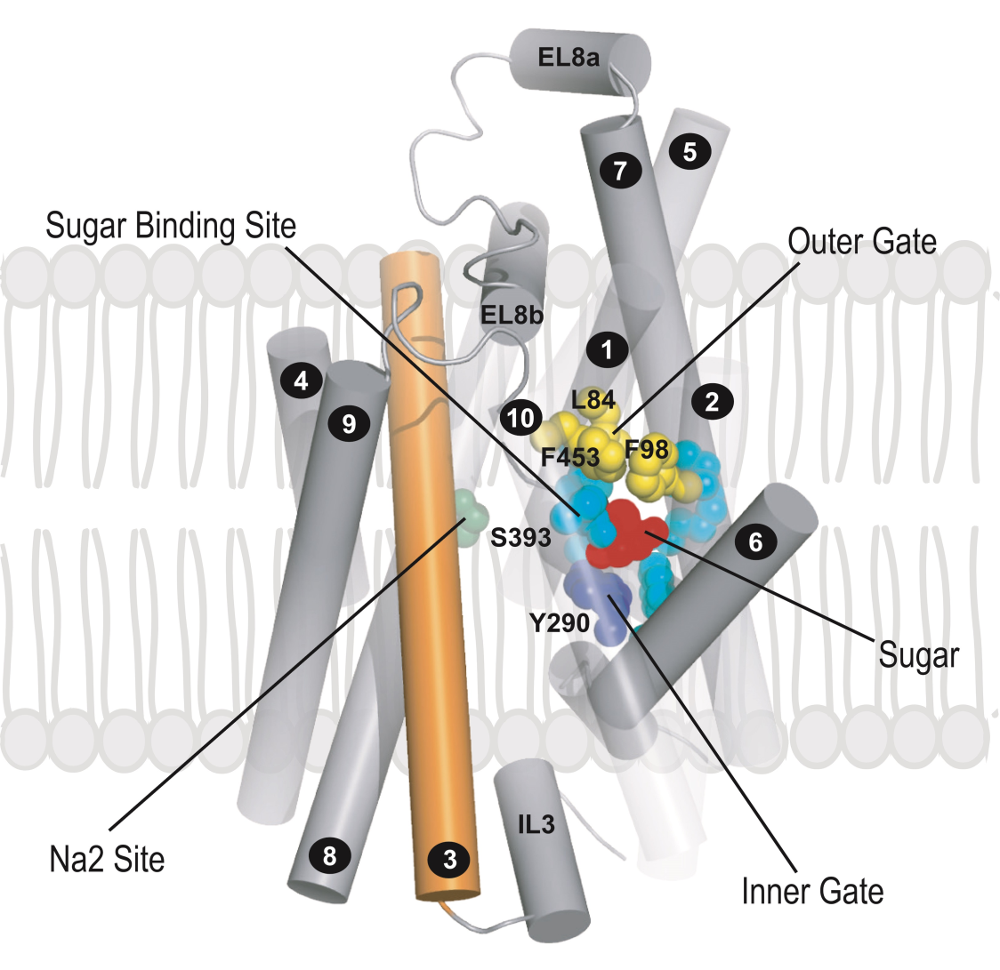 EL8a
5
7
Sugar Binding Site
Outer Gate
EL8b
1
4
L84
2
9
10
F98
F453
S393
6
Y290
Sugar
IL3
Na2 Site
8
3
Inner Gate